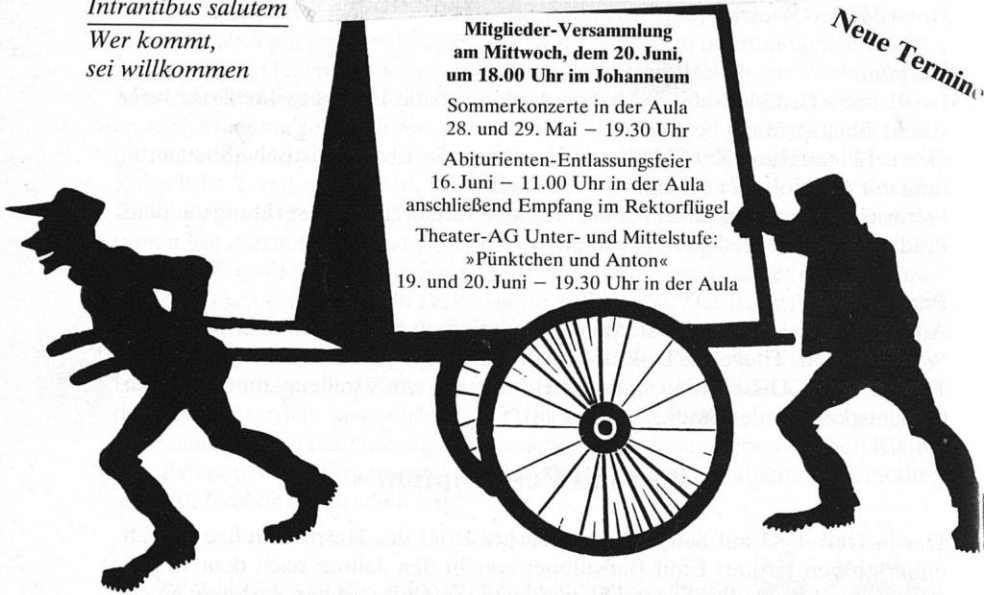 Intrantibus salutem
Wer kommt,
sei willkommen
Neue Termine
Mitglieder-Versammlung
Mittwoch, der 20. Mai,
um 18.00 Uhr im Johanneum
Sommerkonzerte in der Aula
28. und 29. Mai – 19.30 Uhr
Abiturienten-Entlassungsfeier
16. Juni – 11.00 Uhr in der Aula
anschließend Empfang im Rektorflügel
Theater-AG Unter- und Mittelstufe:
»Pünktchen und Anton«
19. und 20. Juni – 19.30 Uhr in der Aula